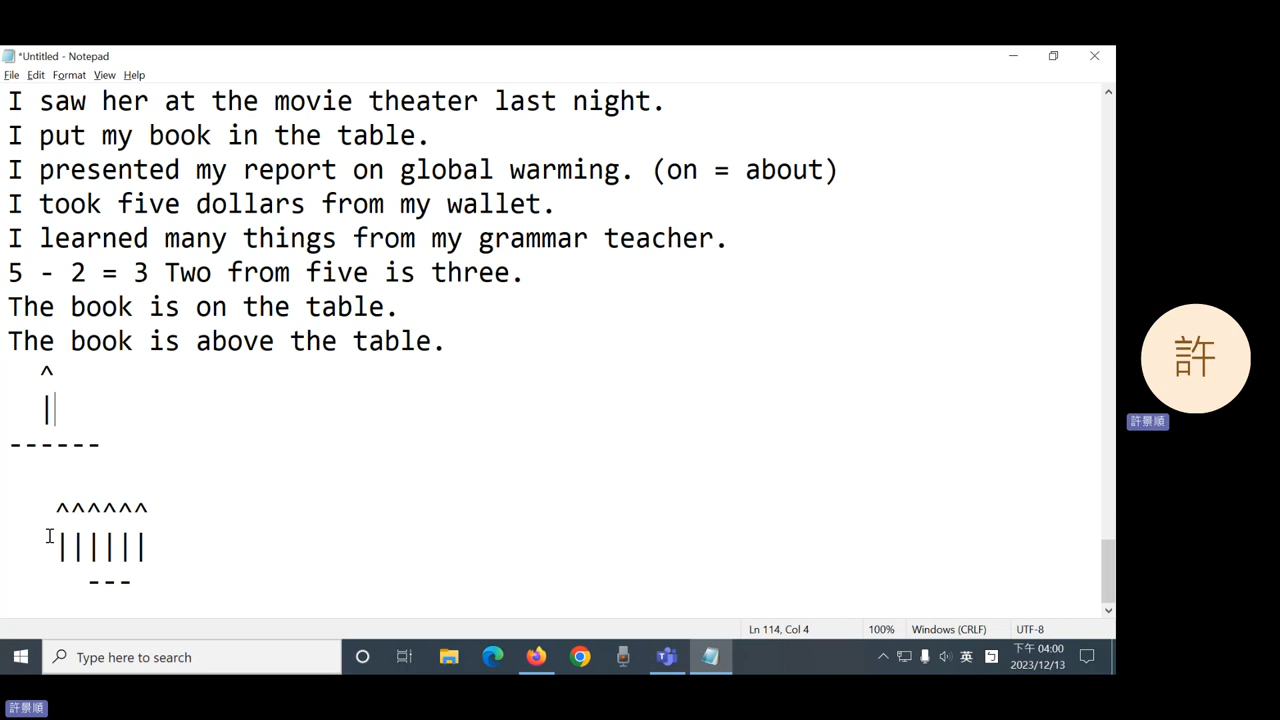 *Untitled - Notepad
File Edit Format View Help
I saw her at the movie theater last night.
I put my book in the table.
I presented my report on global warming. (on = about)
I took five dollars from my wallet.
I learned many things from my grammar teacher.
5 - 2 = 3 Two from five is three.
The book is on the table.
The book is above the table.
^
|
------
^^^^^^
||||||
---
Ln 114, Col 4 100% Windows (CRLF) UTF-8
Type here to search
英
下午 04:00
2023/12/13
許
許景順
許景順